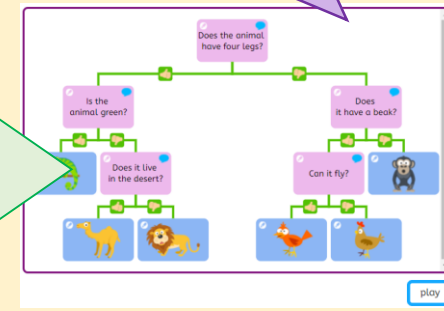 Does the animal
have four legs?
Is the
animal green?
Does
it have a beak?
Does it live
in the desert?
Can it fly?
play